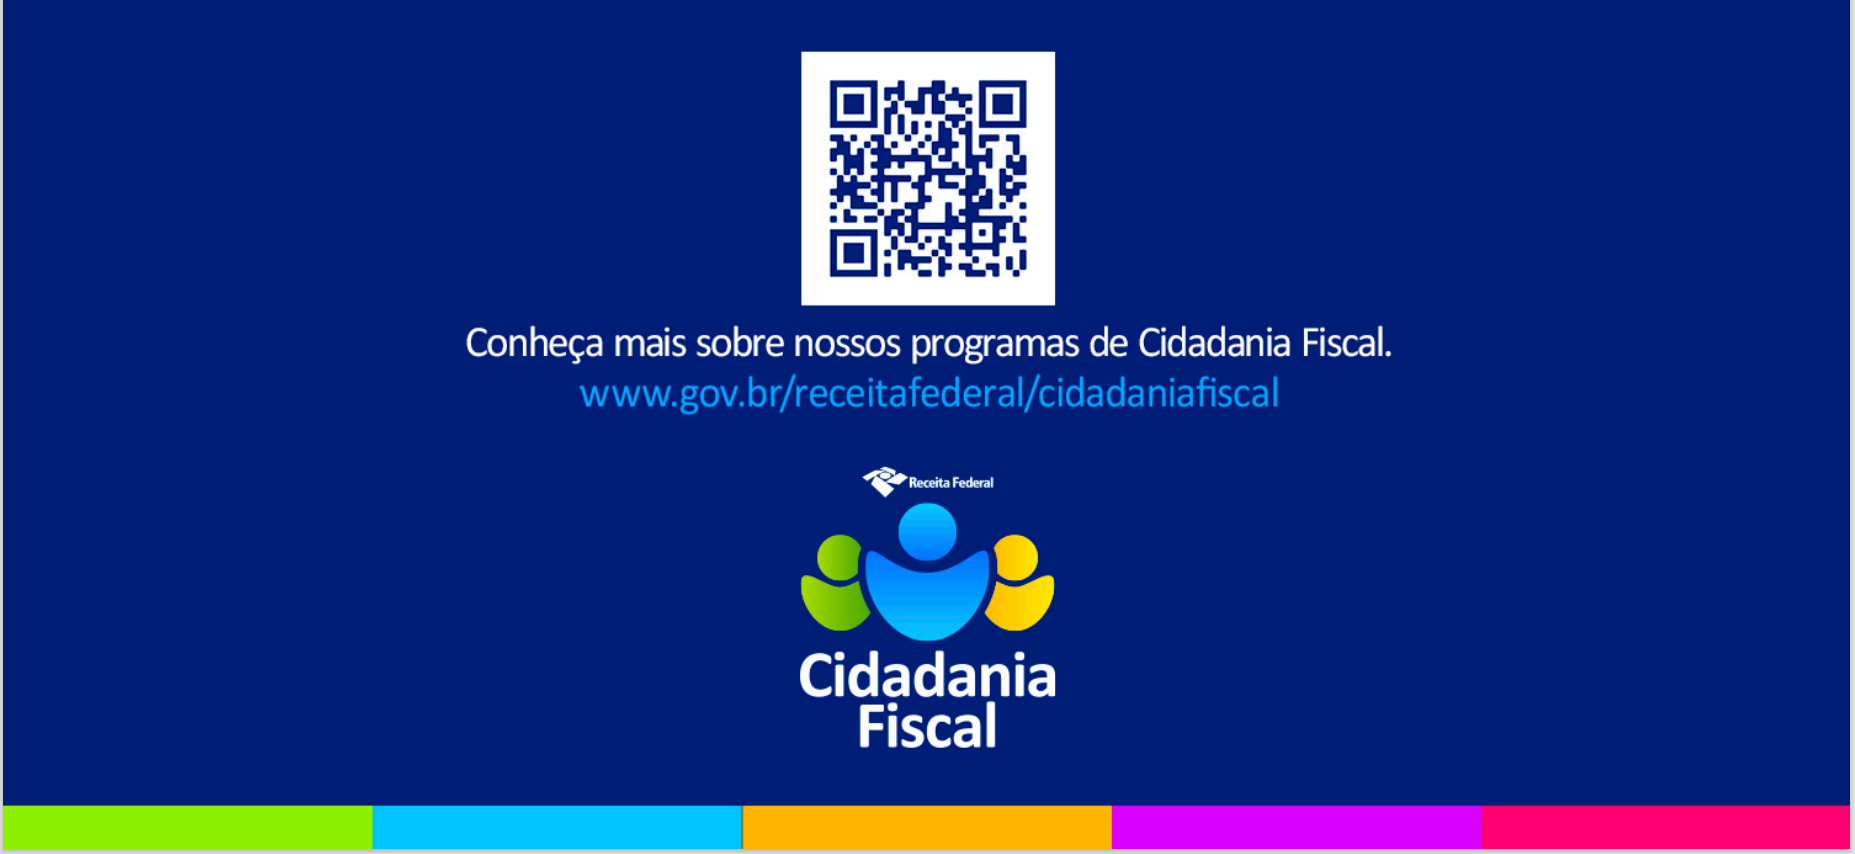 Conheça mais sobre nossos programas de Cidadania Fiscal.
www.gov.br/receitafederal/cidadaniafiscal
Receita Federal
Cidadania
Fiscal